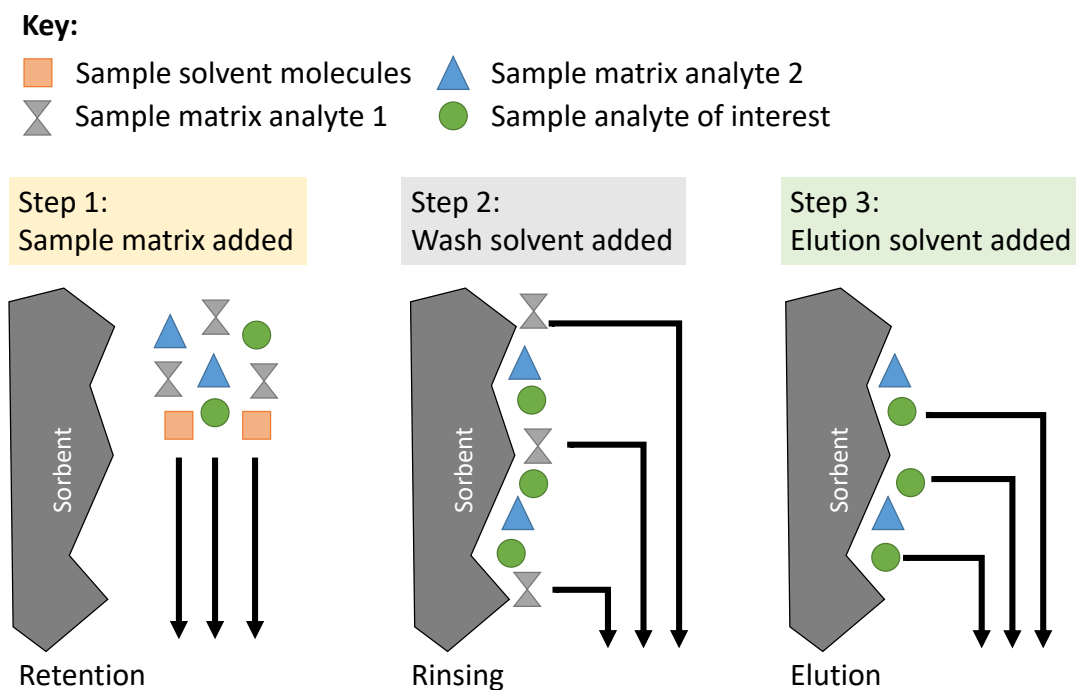 Key:
Sample solvent molecules
Sample matrix analyte 2
Sample matrix analyte 1
Sample analyte of interest
Step 1:
Sample matrix added
Step 2:
Wash solvent added
Step 3:
Elution solvent added
Sorbent
Sorbent
Sorbent
Retention
Rinsing
Elution